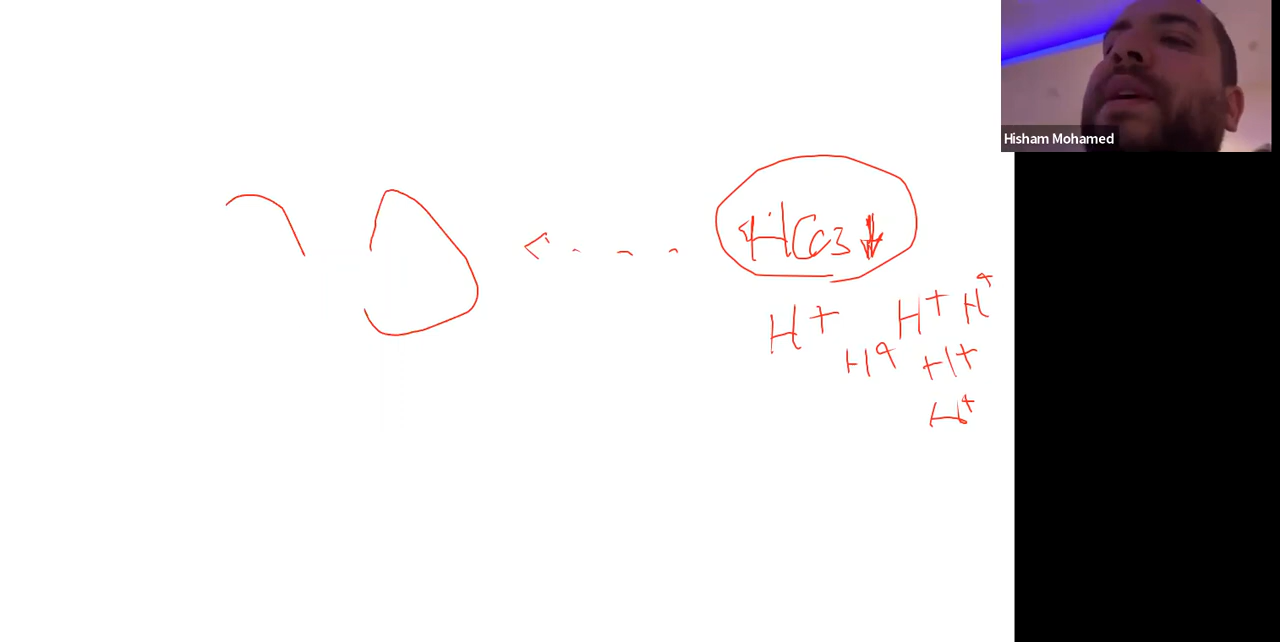 Hisham Mohamed
HCO3 ↓
H+ H+ H+
H+ H+
H+